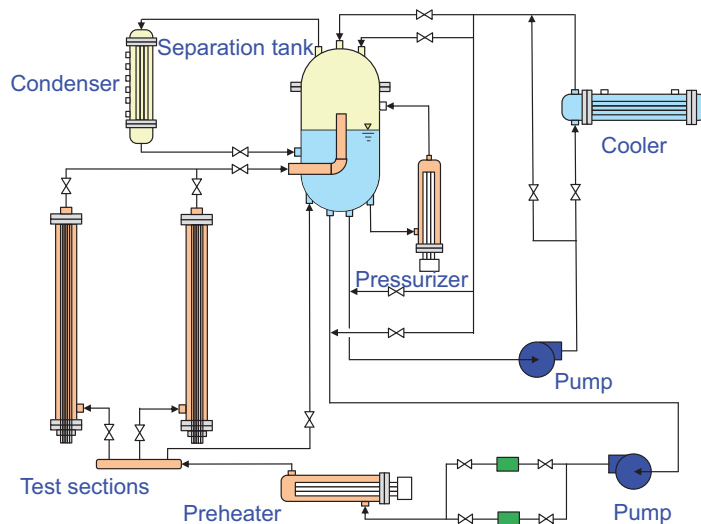 Separation tank
Condenser
Cooler
Pressurizer
Pump
Test sections
Preheater
Pump